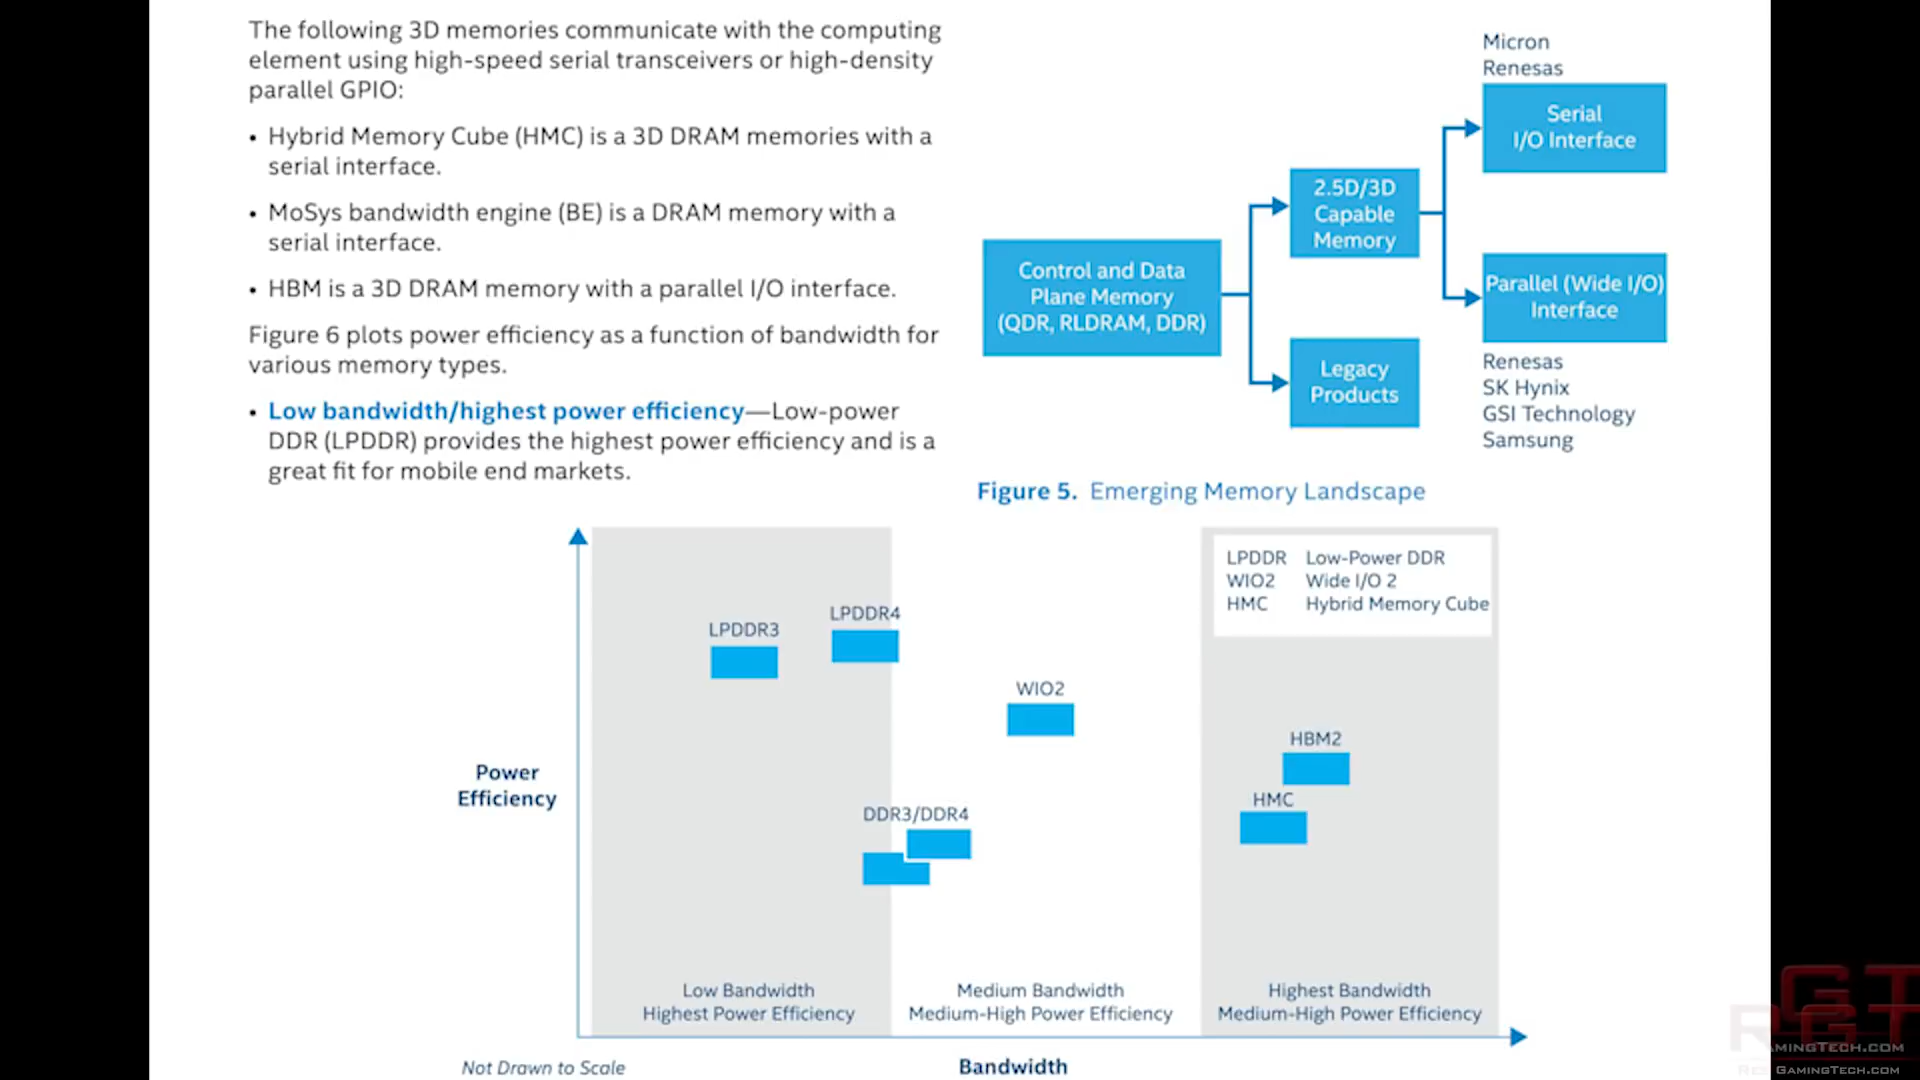 The following 3D memories communicate with the computing
element using high-speed serial transceivers or high-density
parallel GPIO:
• Hybrid Memory Cube (HMC) is a 3D DRAM memories with a
serial interface.
• MoSys bandwidth engine (BE) is a DRAM memory with a
serial interface.
• HBM is a 3D DRAM memory with a parallel I/O interface.
Figure 6 plots power efficiency as a function of bandwidth for
various memory types.
• Low bandwidth/highest power efficiency—Low-power
DDR (LPDDR) provides the highest power efficiency and is a
great fit for mobile end markets.
Micron
Renesas
Serial
I/O Interface
2.5D/3D
Capable
Memory
Control and Data
Plane Memory
(QDR, RLDRAM, DDR)
Parallel (Wide I/O)
Interface
Legacy
Products
Renesas
SK Hynix
GSI Technology
Samsung
Figure 5. Emerging Memory Landscape
LPDDR Low-Power DDR
WIO2 Wide I/O 2
HMC Hybrid Memory Cube
LPDDR3
LPDDR4
WIO2
HBM2
HMC
DDR3/DDR4
Power
Efficiency
Low Bandwidth
Highest Power Efficiency
Medium Bandwidth
Medium-High Power Efficiency
Highest Bandwidth
Medium-High Power Efficiency
Not Drawn to Scale
Bandwidth
RGT
GAMINGTECH.COM